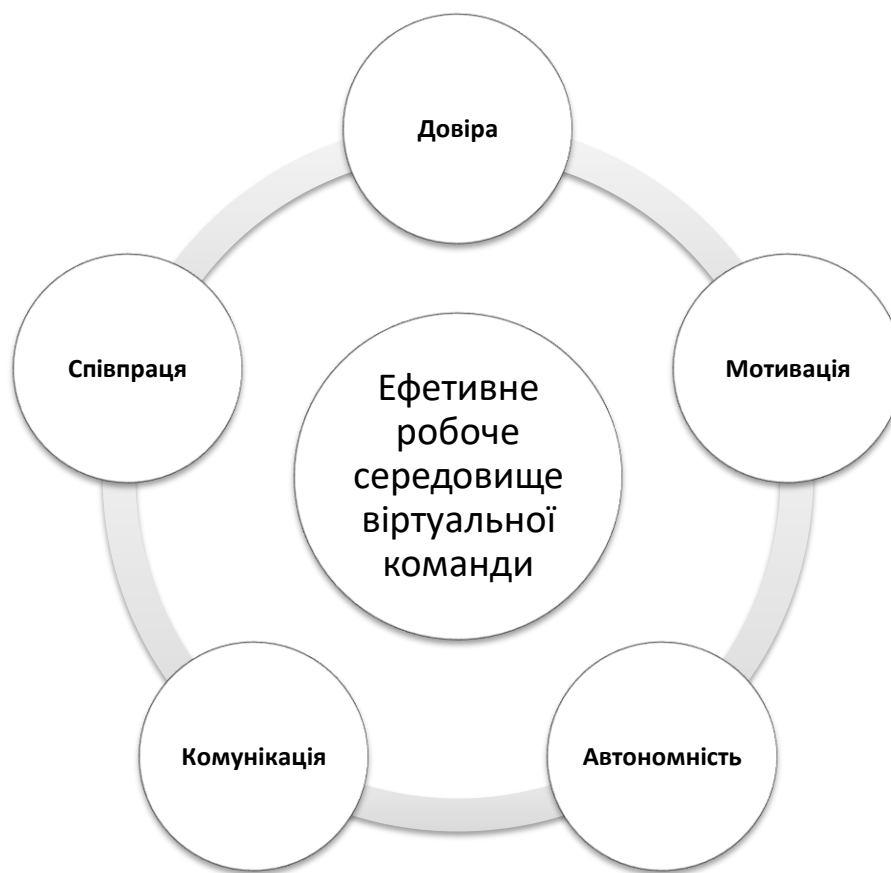 Довіра
Співпраця
Мотивація
Ефетивне
робоче
середовище
віртуальної
команди
Комунікація
Автономність